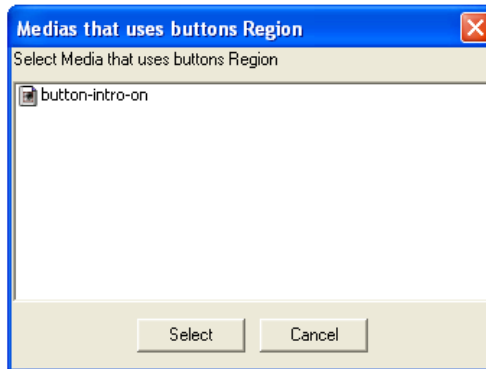 Medias that uses buttons Region
Select Media that uses buttons Region
button-intro-on
Select Cancel